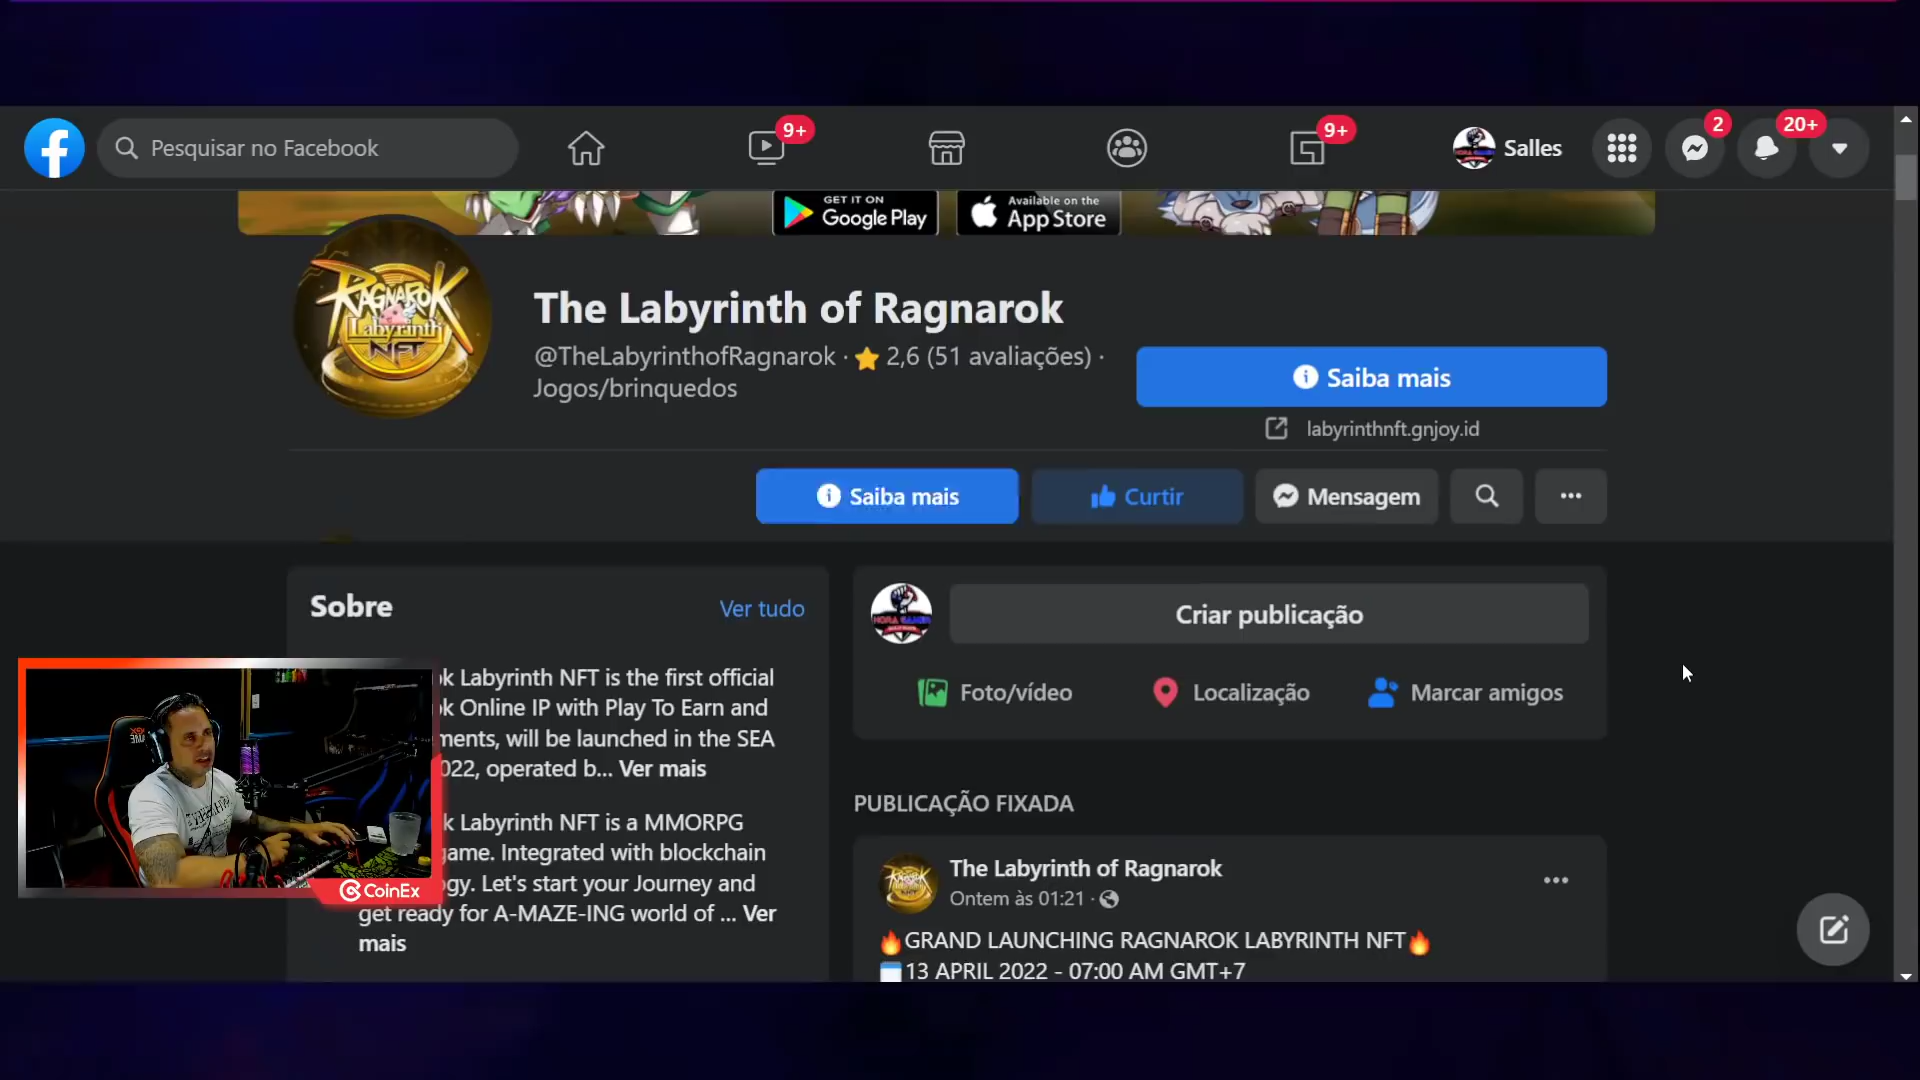 Pesquisar no Facebook
9+
9+
Salles
2
20+
GET IT ON
Google Play
Available on the
App Store
RAGNAROK
Labyrinth
NFT
The Labyrinth of Ragnarok
@TheLabyrinthofRagnarok · 2,6 (51 avaliações) ·
Jogos/brinquedos
Saiba mais
labyrinthnft.gnjoy.id
Saiba mais
Curtir
Mensagem
Sobre
Ver tudo
k Labyrinth NFT is the first official
k Online IP with Play To Earn and
ments, will be launched in the SEA
022, operated b... Ver mais
k Labyrinth NFT is a MMORPG
game. Integrated with blockchain
ogy. Let's start your Journey and
get ready for A-MAZE-ING world of ... Ver
mais
CoinEx
Criar publicação
Foto/vídeo
Localização
Marcar amigos
PUBLICAÇÃO FIXADA
The Labyrinth of Ragnarok
Ontem às 01:21 ·
🔥GRAND LAUNCHING RAGNAROK LABYRINTH NFT🔥
13 APRIL 2022 - 07:00 AM GMT+7